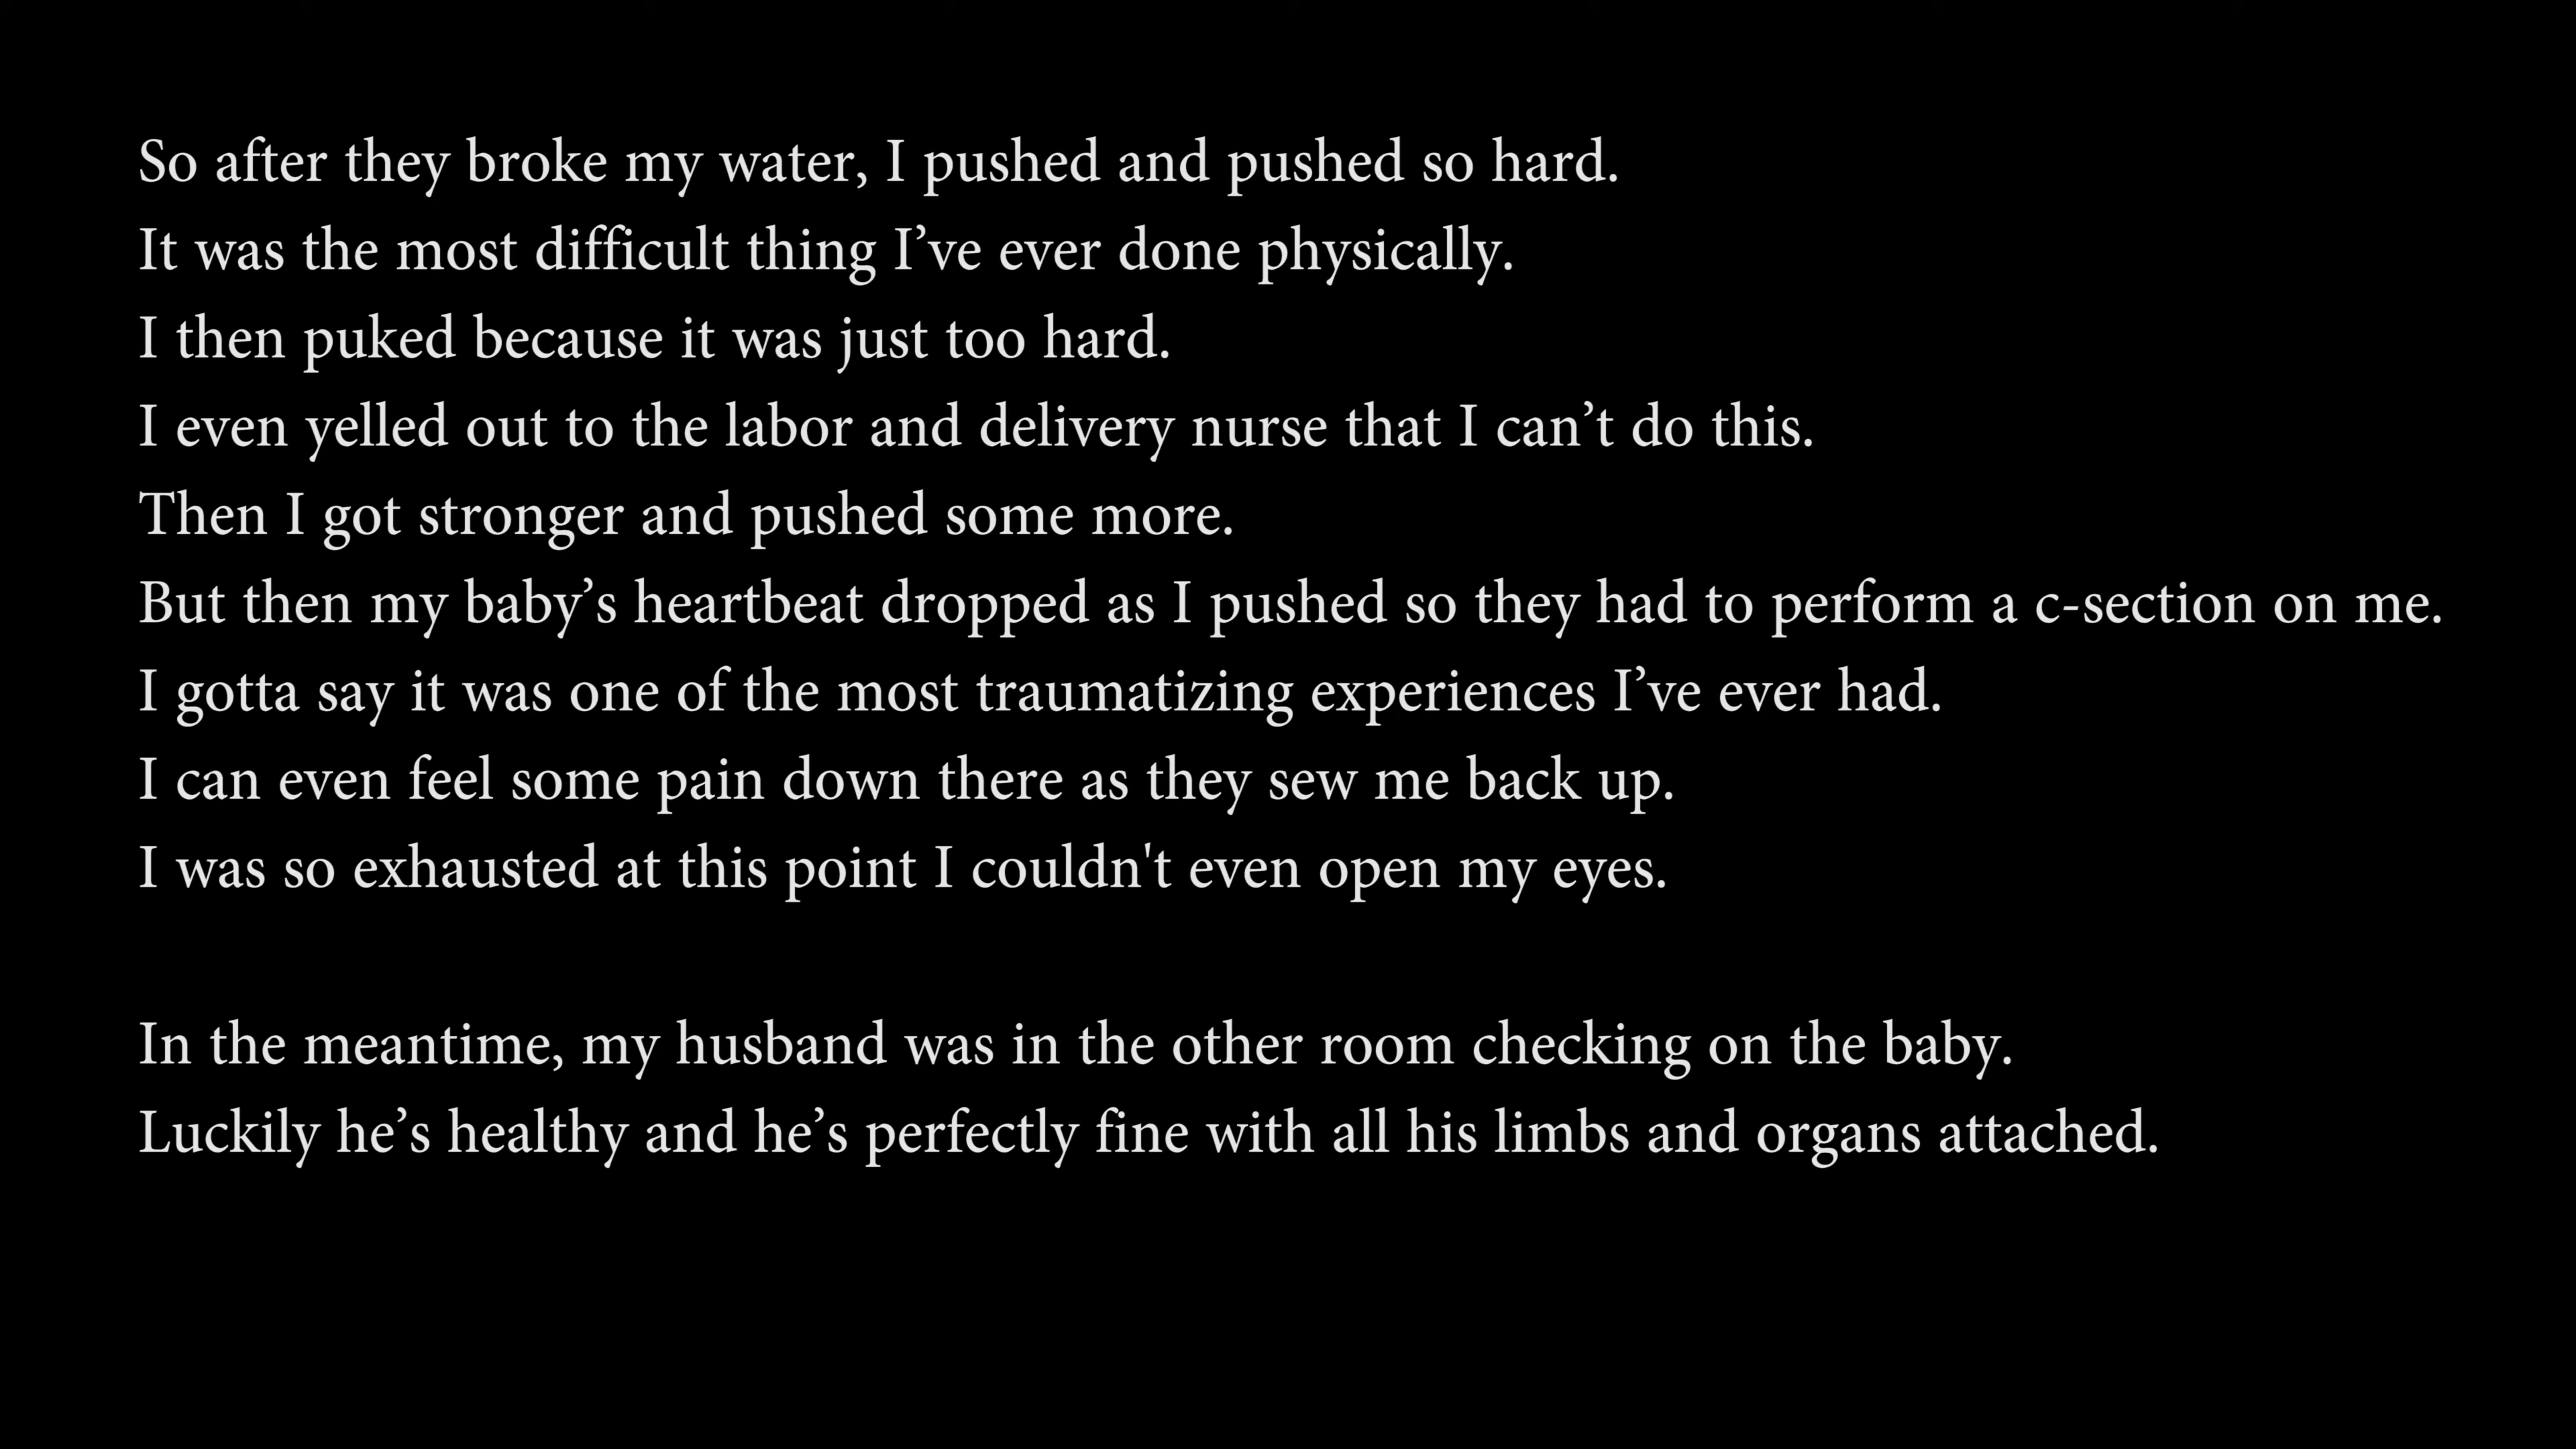 So after they broke my water, I pushed and pushed so hard.
It was the most difficult thing I’ve ever done physically.
I then puked because it was just too hard.
I even yelled out to the labor and delivery nurse that I can’t do this.
Then I got stronger and pushed some more.
But then my baby’s heartbeat dropped as I pushed so they had to perform a c-section on me.
I gotta say it was one of the most traumatizing experiences I’ve ever had.
I can even feel some pain down there as they sew me back up.
I was so exhausted at this point I couldn't even open my eyes.
In the meantime, my husband was in the other room checking on the baby.
Luckily he’s healthy and he’s perfectly fine with all his limbs and organs attached.